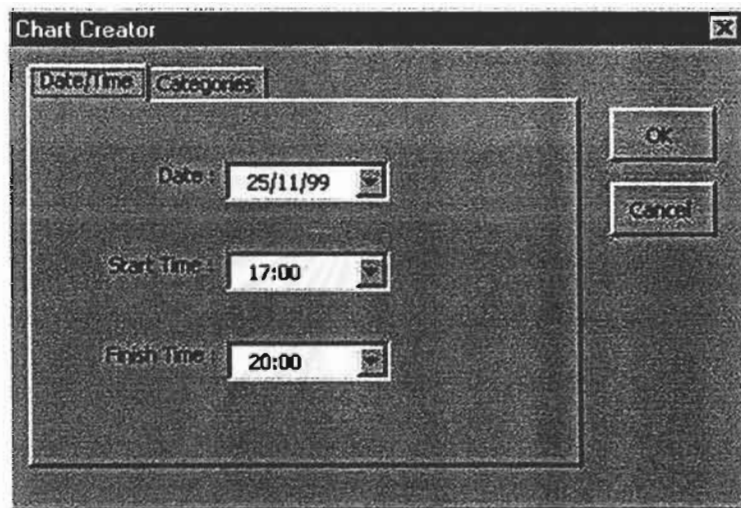 Chart Creator
Date/Time Categories
OK
Date : 25/11/99
Cancel
Start Time : 17:00
Finish Time : 20:00